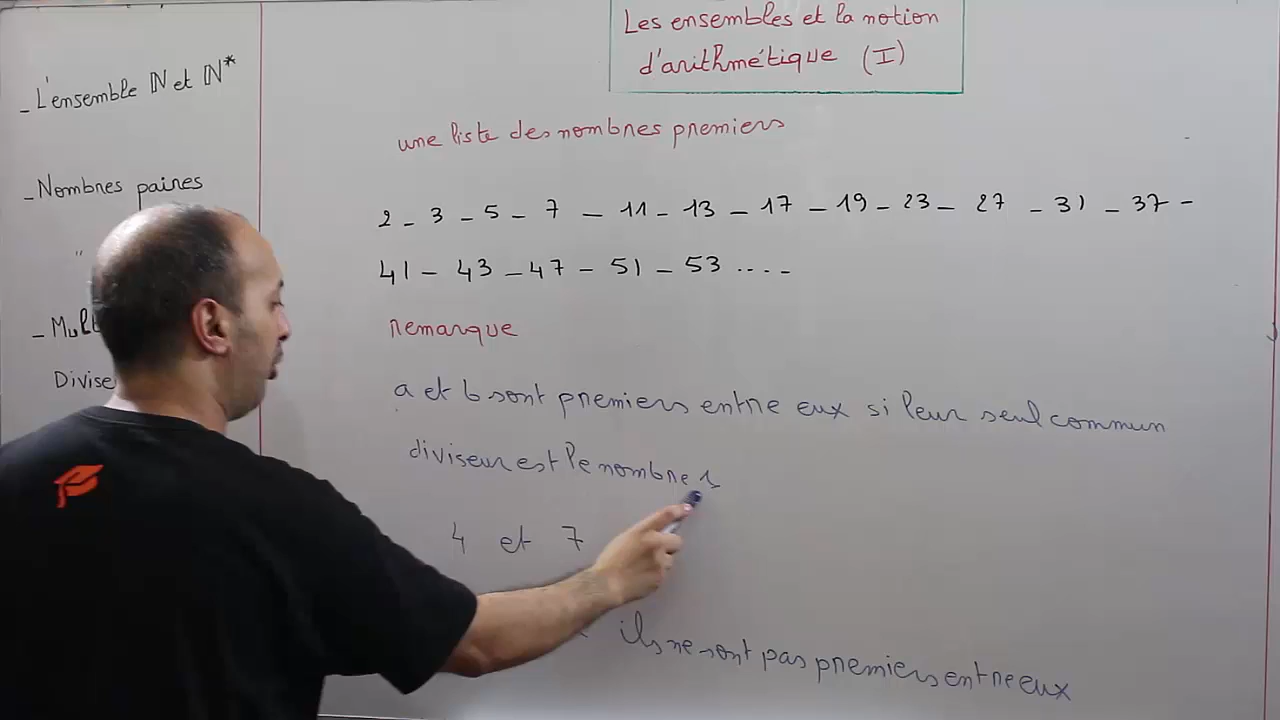 Les ensembles et la notion
d'arithmétique (I)
_ L'ensemble ℕ et ℕ*
une liste des nombres premiers
_ Nombres paires
"
2 - 3 - 5 - 7 - 11 - 13 - 17 - 19 - 23 - 27 - 31 - 37 -
41 - 43 - 47 - 51 - 53 ....-
_ Mult
Divise
remarque
a et b sont premiers entre eux si leur seul commun
diviseur est le nombre 1
4 et 7
ils ne sont pas premiers entre eux